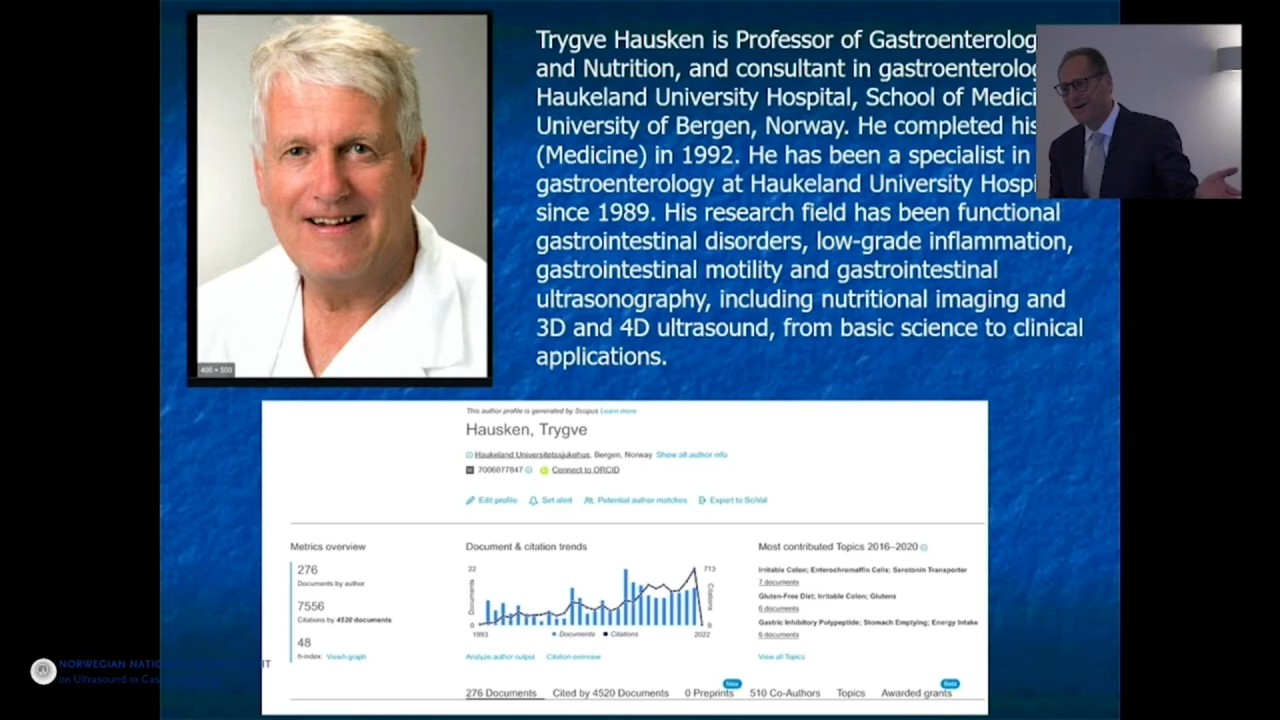 Trygve Hausken is Professor of Gastroenterolog
and Nutrition, and consultant in gastroenterolog
Haukeland University Hospital, School of Medici
University of Bergen, Norway. He completed his
(Medicine) in 1992. He has been a specialist in
gastroenterology at Haukeland University Hospi
since 1989. His research field has been functional
gastrointestinal disorders, low-grade inflammation,
gastrointestinal motility and gastrointestinal
ultrasonography, including nutritional imaging and
3D and 4D ultrasound, from basic science to clinical
applications.
400 × 500
This author profile is generated by Scopus Learn more
Hausken, Trygve
Haukeland Universitetssjukehus, Bergen, Norway Show all author info
7006077847 Connect to ORCID
Edit profile Set alert Potential author matches Export to SciVal
Metrics overview
276
Documents by author
7556
Citations by 4520 documents
48
h-index: View h-graph
Document & citation trends
22
713
Documents
Citations
0
0
1993
2022
Documents Citations
Analyze author output Citation overview
Most contributed Topics 2016–2020
Irritable Colon; Enterochromaffin Cells; Serotonin Transporter
7 documents
Gluten-Free Diet; Irritable Colon; Glutens
6 documents
Gastric Inhibitory Polypeptide; Stomach Emptying; Energy Intake
6 documents
View all Topics
New
Beta
276 Documents Cited by 4520 Documents 0 Preprints 510 Co-Authors Topics Awarded grants
NORWEGIAN NATI
on Ultrasound in Gas